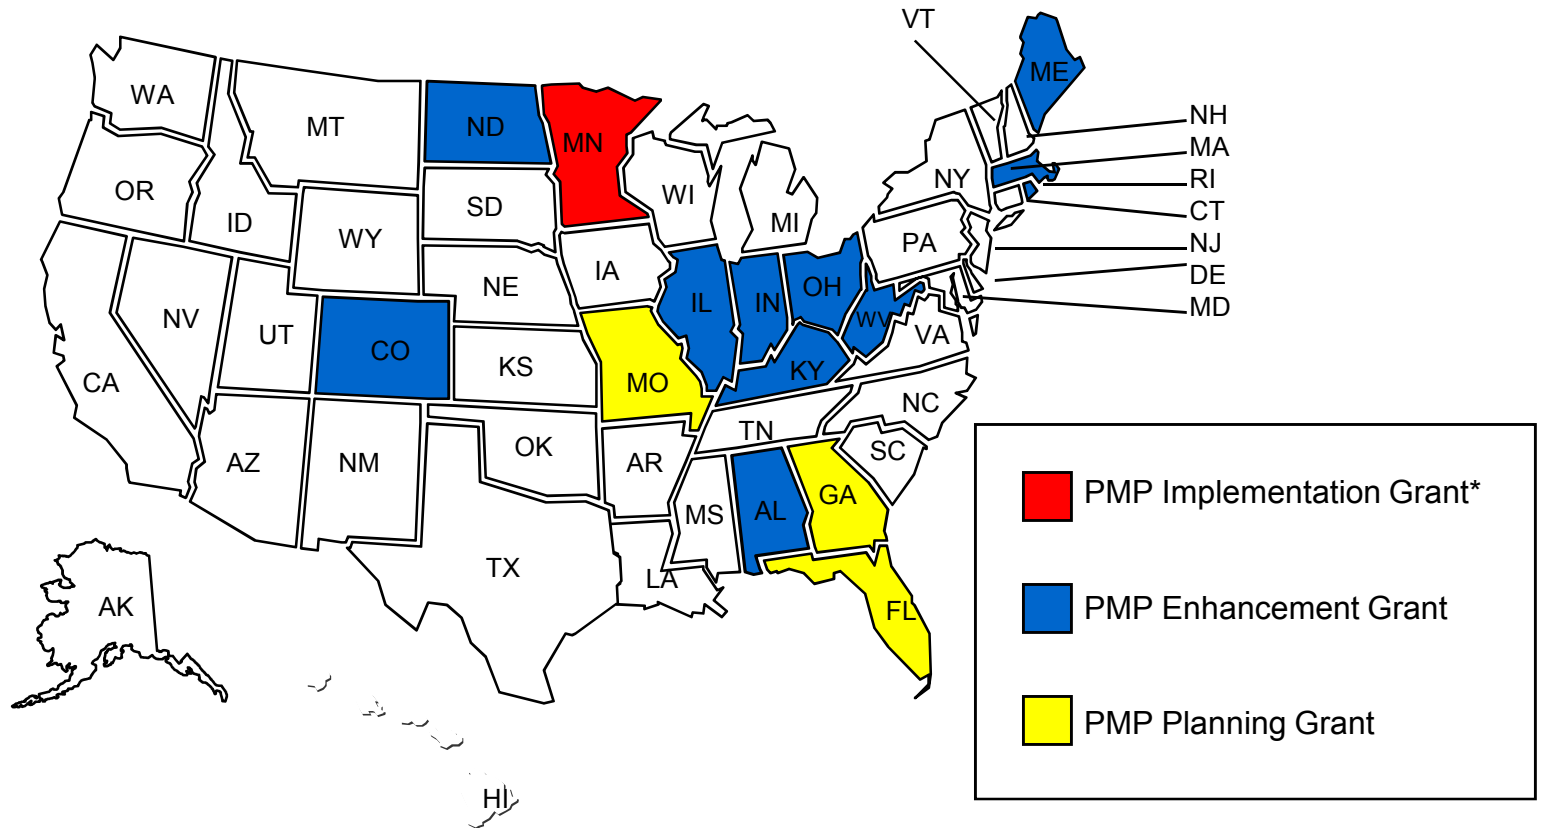 VT
ME
WA
MT
ND
MN
NH
MA
OR
ID
SD
WI
MI
NY
RI
CT
WY
PA
NJ
IA
NE
DE
OH
IL
IN
MD
NV
UT
CO
WV
VA
KS
MO
KY
CA
NC
TN
OK
SC
AZ
NM
AR
GA
MS
AL
PMP Implementation Grant*
TX
LA
AK
FL
PMP Enhancement Grant
PMP Planning Grant
HI